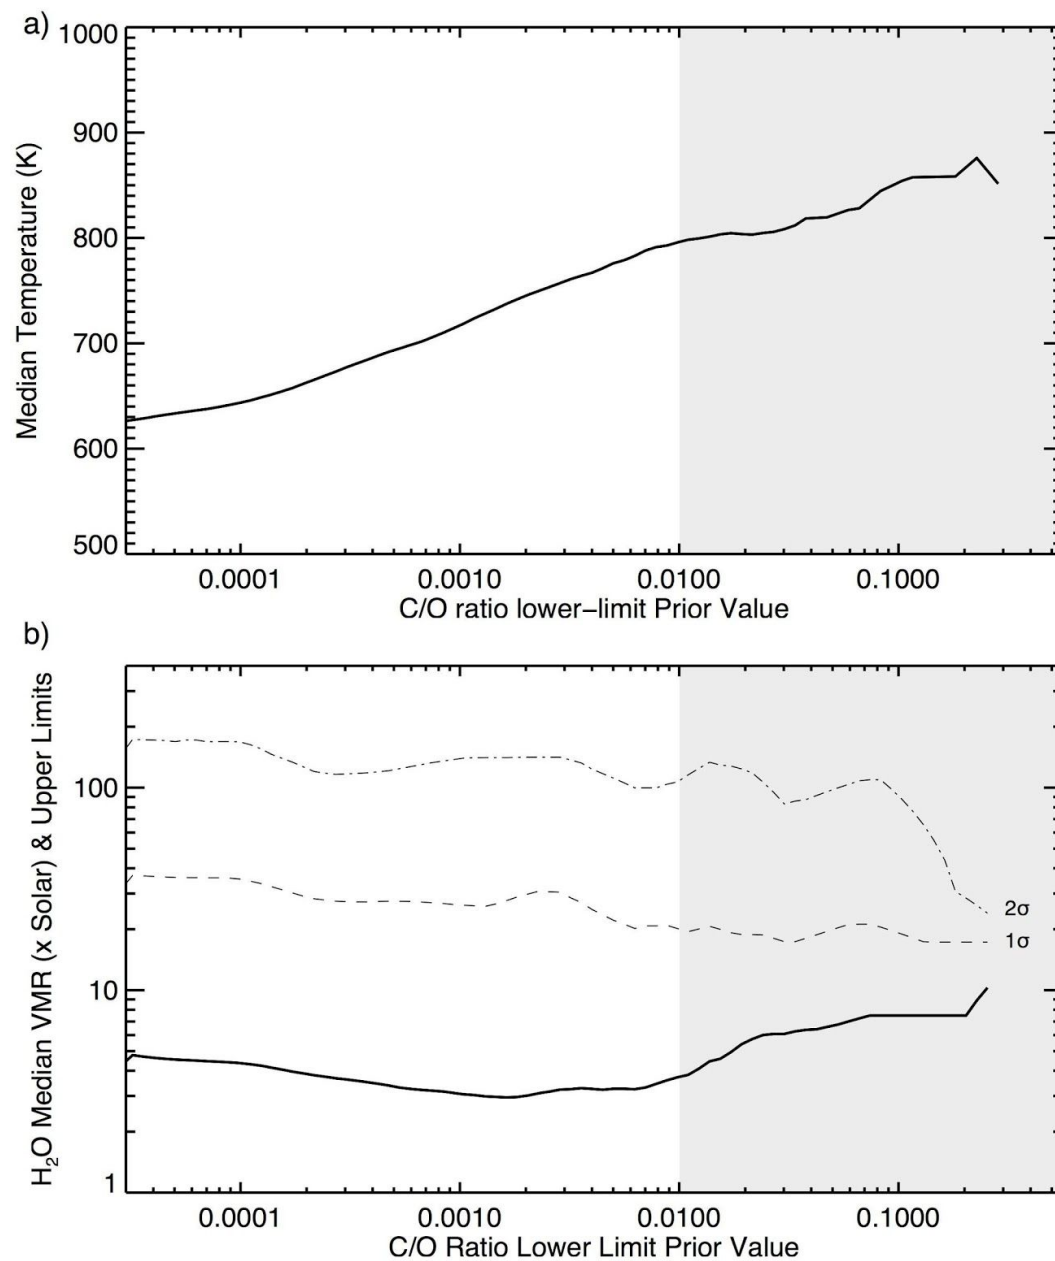 a)
1000
900
800
700
600
500
Median Temperature (K)
0.0001 0.0010 0.0100 0.1000
C/O ratio lower–limit Prior Value
b)
100
10
1
H₂O Median VMR (x Solar) & Upper Limits
2σ
1σ
0.0001 0.0010 0.0100 0.1000
C/O Ratio Lower Limit Prior Value